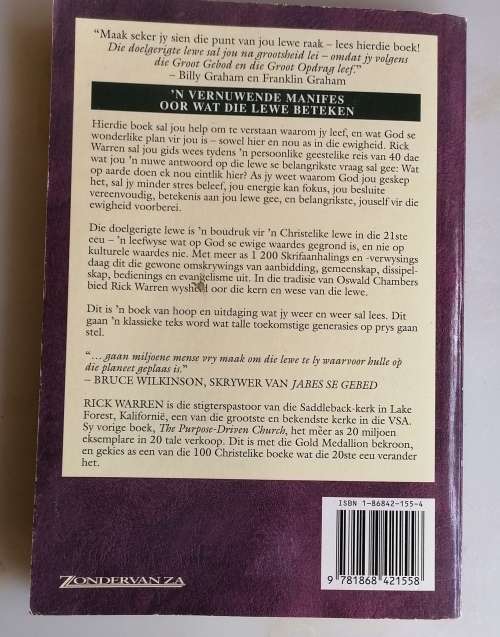 “Maak seker jy sien die punt van jou lewe raak – lees hierdie boek!
Die doelgerigte lewe sal jou na grootsheid lei – omdat jy volgens
die Groot Gebod en die Groot Opdrag leef.”
– Billy Graham en Franklin Graham
’N VERNUWENDE MANIFES
OOR WAT DIE LEWE BETEKEN
Hierdie boek sal jou help om te verstaan waarom jy leef, en wat God se
wonderlike plan vir jou is – sowel hier en nou as in die ewigheid. Rick
Warren sal jou gids wees tydens ’n persoonlike geestelike reis van 40 dae
wat jou ’n nuwe antwoord op die lewe se belangrikste vraag sal gee: Wat
op aarde doen ek nou eintlik hier? As jy weet waarom God jou geskep
het, sal jy minder stres beleef, jou energie kan fokus, jou besluite
vereenvoudig, betekenis aan jou lewe gee, en belangrikste, jouself vir die
ewigheid voorberei.
Die doelgerigte lewe is ’n boudruk vir ’n Christelike lewe in die 21ste
eeu – ’n leefwyse wat op God se ewige waardes gegrond is, en nie op
kulturele waardes nie. Met meer as 1 200 Skrifaanhalings en -verwysings
daag dit die gewone omskrywings van aanbidding, gemeenskap, dissipel-
skap, bedienings en evangelisme uit. In die tradisie van Oswald Chambers
bied Rick Warren wysheid oor die kern en wese van die lewe.
Dit is ’n boek van hoop en uitdaging wat jy weer en weer sal lees. Dit
gaan ’n klassieke teks word wat talle toekomstige generasies op prys gaan
stel.
“… gaan miljoene mense vry maak om die lewe te ly waarvoor hulle op
die planeet geplaas is.”
– BRUCE WILKINSON, SKRYWER VAN JABES SE GEBED
RICK WARREN is die stigterspastoor van die Saddleback-kerk in Lake
Forest, Kalifornië, een van die grootste en bekendste kerke in die VSA.
Sy vorige boek, The Purpose-Driven Church, het méer as 20 miljoen
eksemplare in 20 tale verkoop. Dit is met die Gold Medallion bekroon,
en gekies as een van die 100 Christelike boeke wat die 20ste eeu verander
het.
ISBN 1-86842-155-4
9 781868 421558
ZONDERVAN ZA